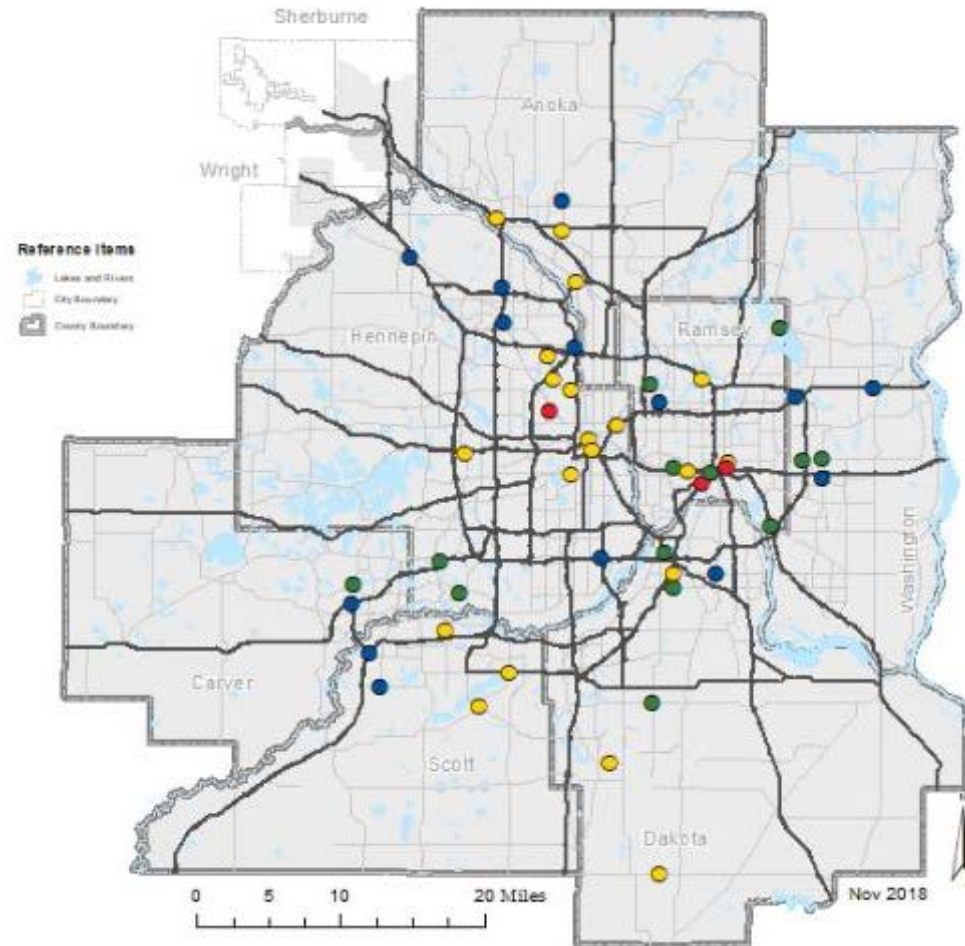 Sherburne
Anoka
Wright
Reference Items
Lakes and Rivers
City Boundary
County Boundary
Hennepin
Ramsey
Washington
Carver
Scott
Dakota
0 5 10 20 Miles
Nov 2018